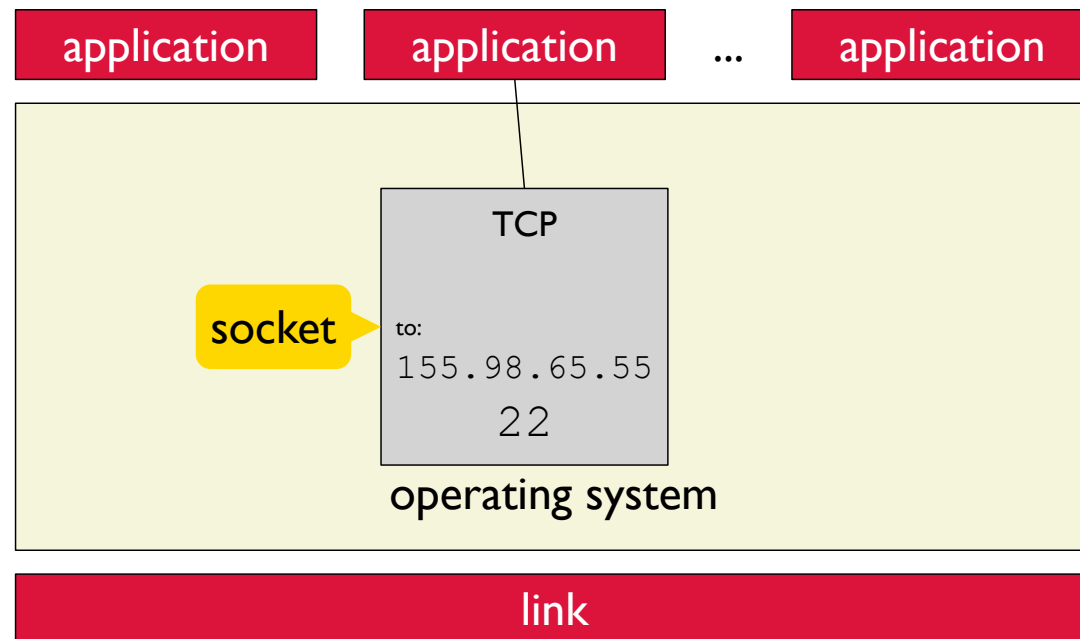 application application ... application
TCP
socket
to:
155.98.65.55
22
operating system
link